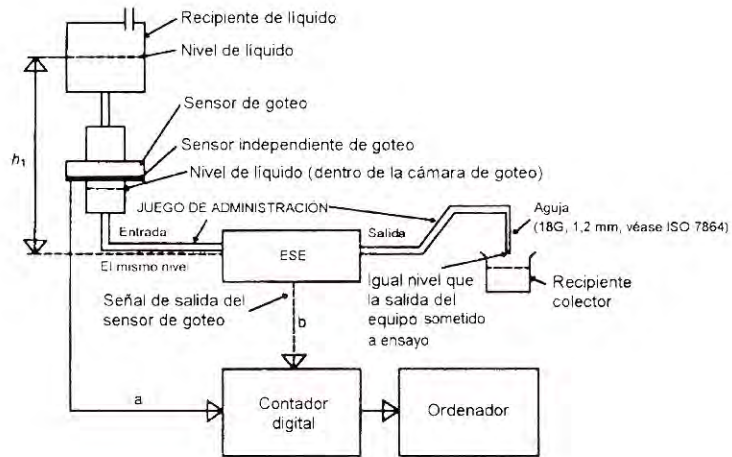 Recipiente de líquido
Nivel de líquido
Sensor de goteo
Sensor independiente de goteo
Nivel de líquido (dentro de la cámara de goteo)
h1
JUEGO DE ADMINISTRACIÓN
Entrada
Salida
Aguja
(18G, 1,2 mm, véase ISO 7864)
ESE
El mismo nivel
Igual nivel que
la salida del
equipo sometido
a ensayo
Recipiente
colector
Señal de salida del
sensor de goteo
b
a
Contador
digital
Ordenador